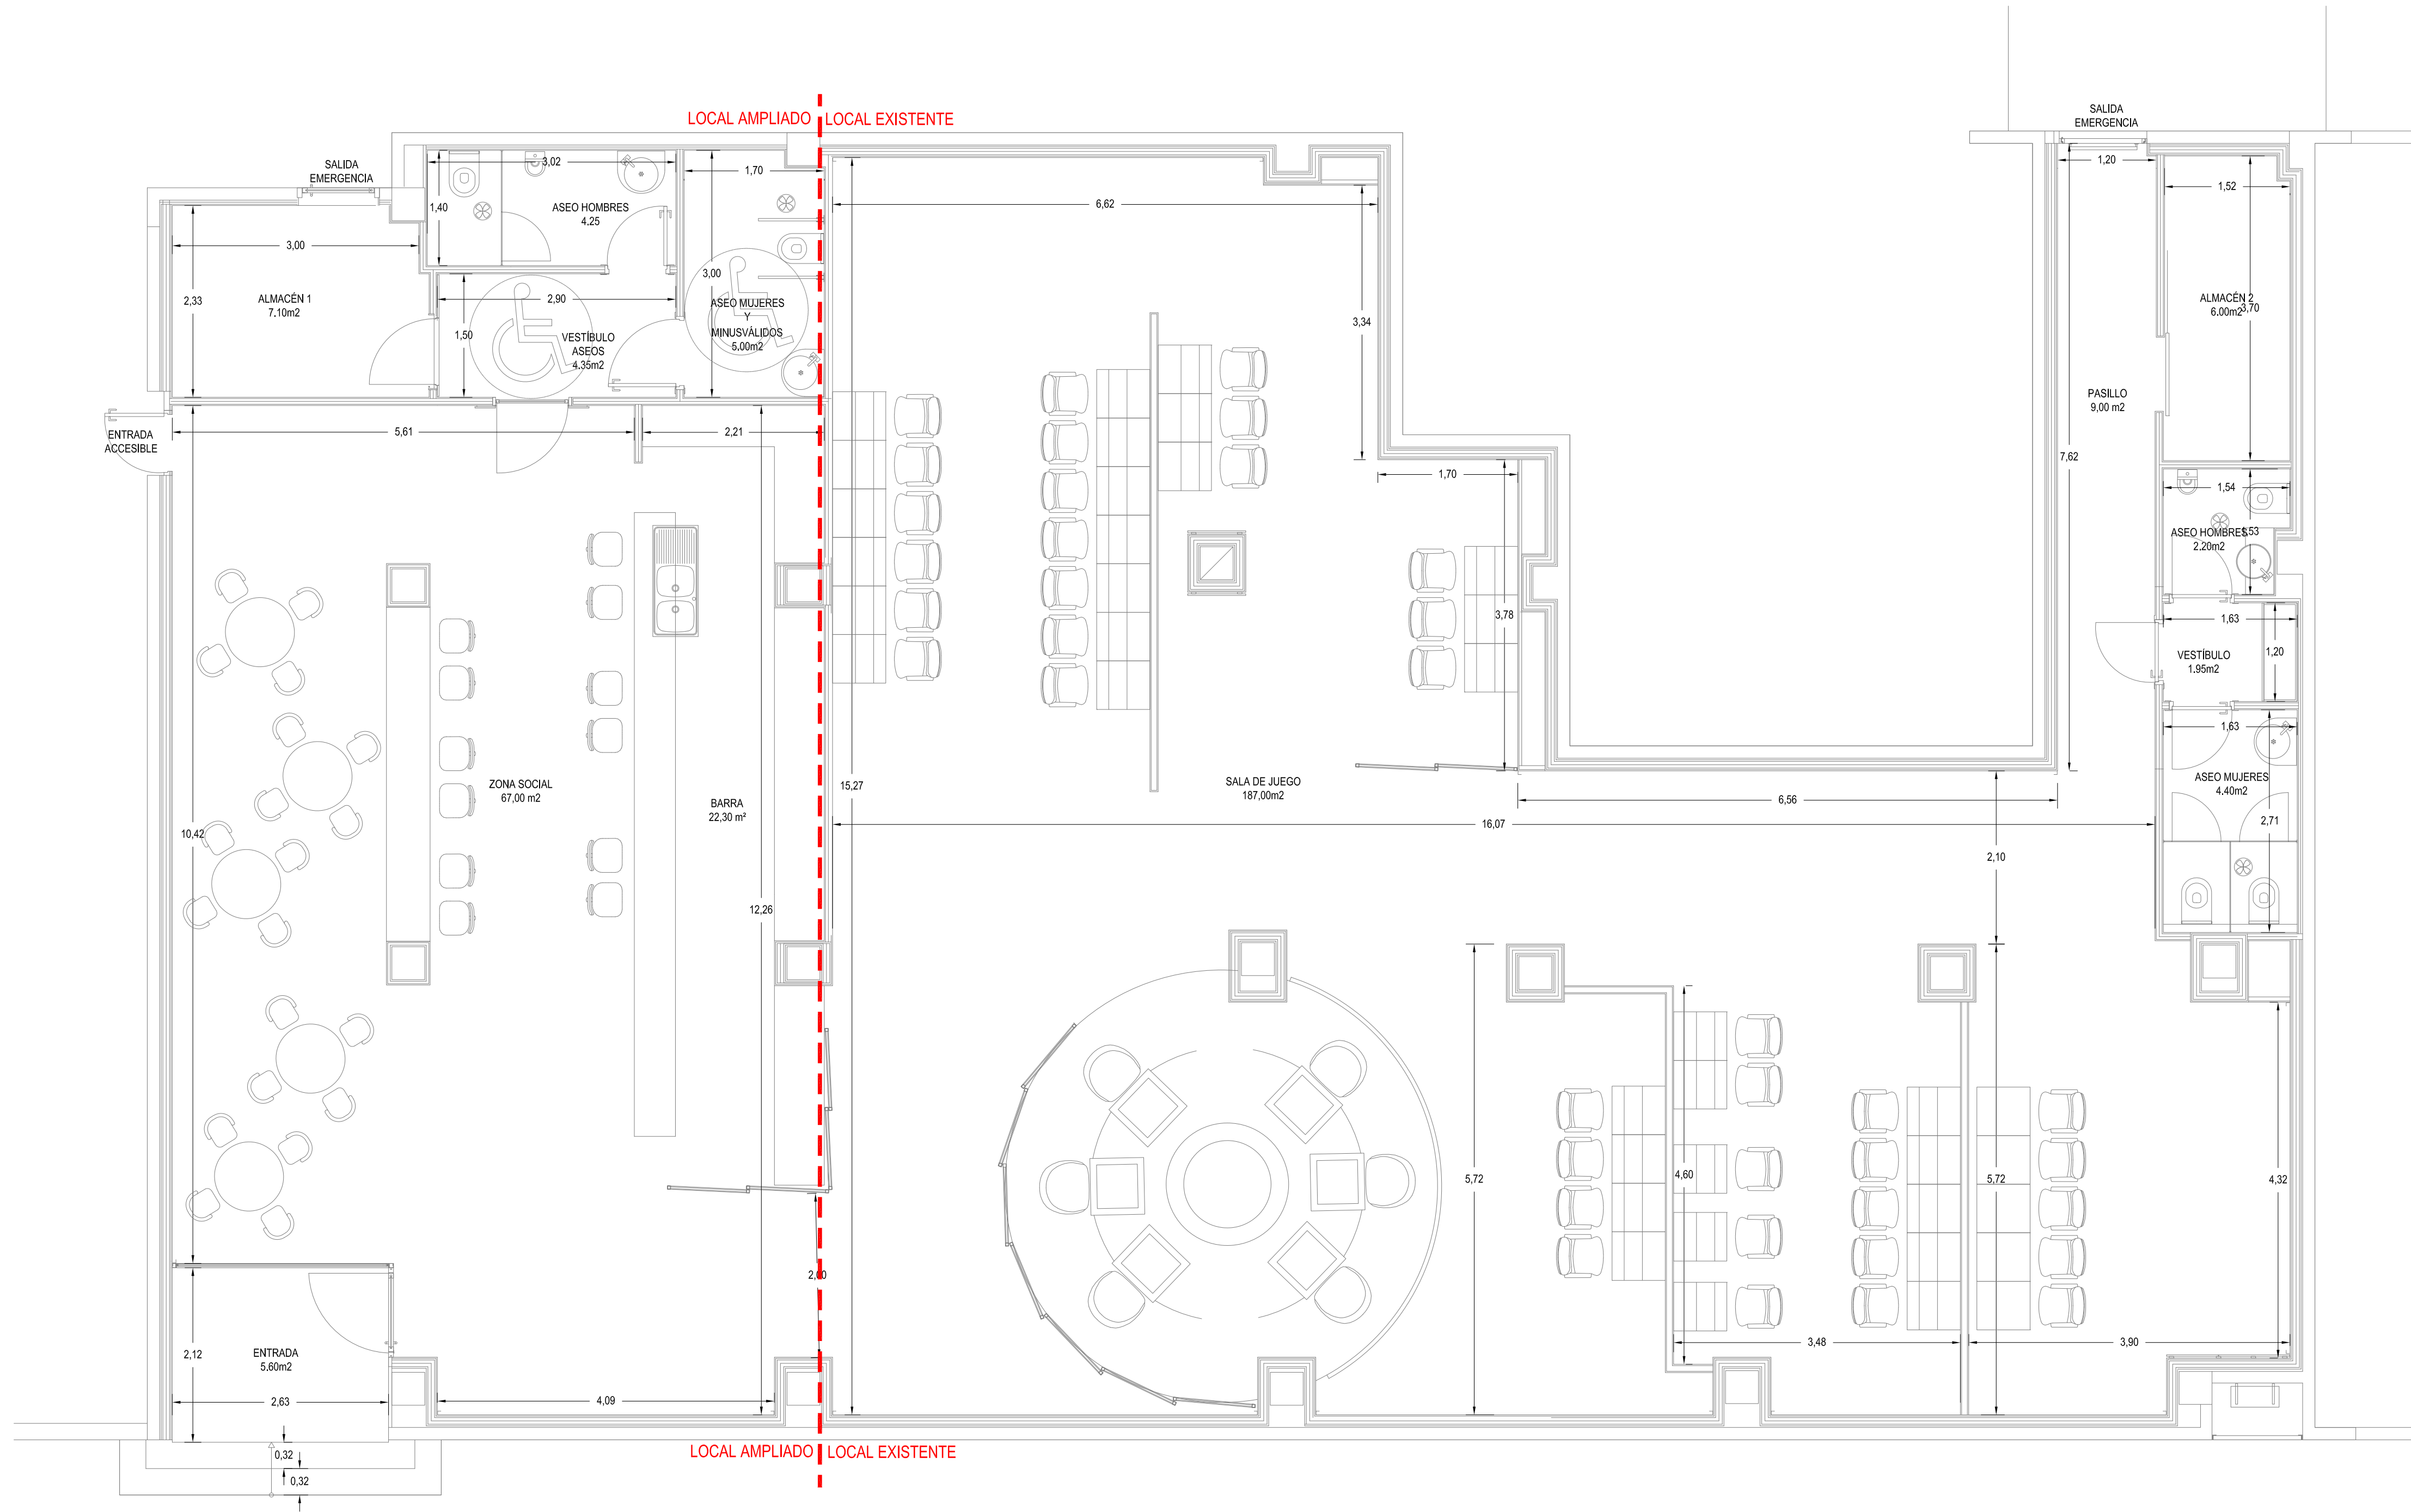 SALIDA
EMERGENCIA
LOCAL AMPLIADO
LOCAL EXISTENTE
SALIDA
EMERGENCIA
3,02
1,70
1,20
1,52
1,40
ASEO HOMBRES
4.25
6,62
3,00
2,33
ALMACÉN 1
7.10m2
3,00
2,90
1,50
VESTÍBULO
ASEOS
4.35m2
ASEO MUJERES
Y
MINUSVÁLIDOS
5,00m2
3,34
ALMACÉN 2
6.00m2
3,70
PASILLO
9,00 m2
ENTRADA
ACCESIBLE
5,61
2,21
1,70
7,62
1,54
ASEO HOMBRES
2.20m2
1,53
3,78
1,63
1,20
VESTÍBULO
1.95m2
1,63
ASEO MUJERES
4,40m2
2,71
ZONA SOCIAL
67,00 m2
BARRA
22,30 m²
15,27
SALA DE JUEGO
187,00m2
6,56
16,07
10,42
2,10
12,26
5,72
4,60
5,72
4,32
2,00
3,48
3,90
2,12
ENTRADA
5,60m2
2,63
4,09
LOCAL AMPLIADO
LOCAL EXISTENTE
0,32
0,32